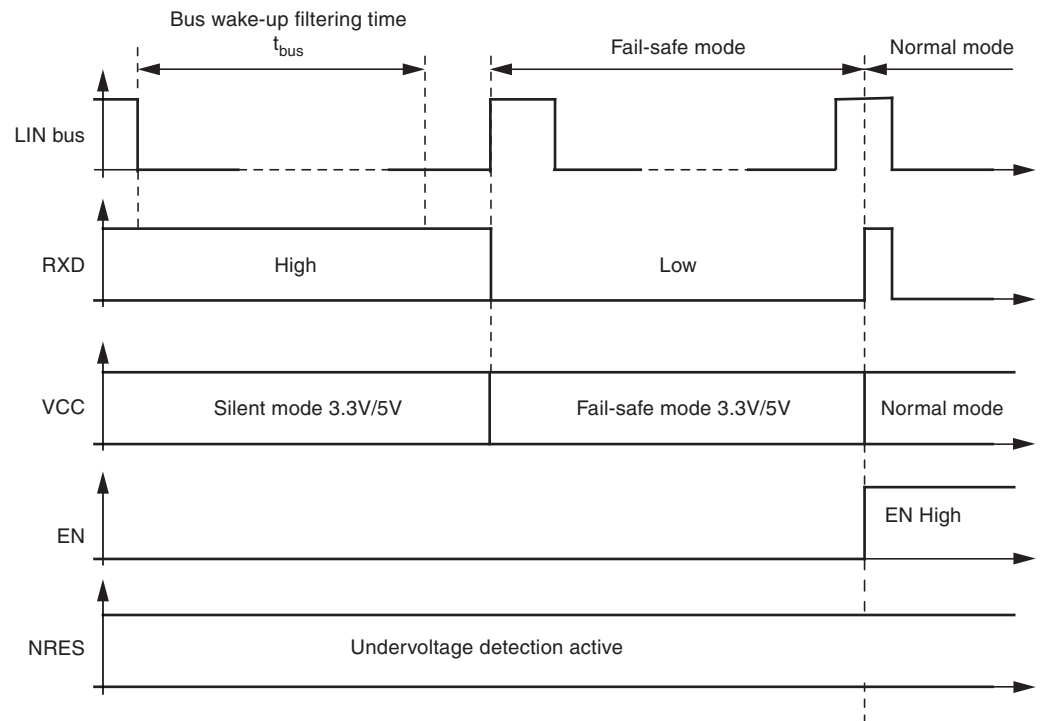 Bus wake-up filtering time
tbus
Fail-safe mode
Normal mode
LIN bus
RXD
High
Low
VCC
Silent mode 3.3V/5V
Fail-safe mode 3.3V/5V
Normal mode
EN
EN High
NRES
Undervoltage detection active